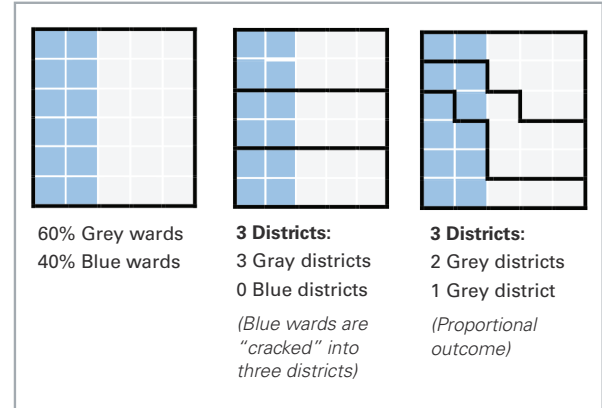 60% Grey wards
40% Blue wards
3 Districts:
3 Gray districts
0 Blue districts
(Blue wards are
“cracked” into
three districts)
3 Districts:
2 Grey districts
1 Grey district
(Proportional
outcome)